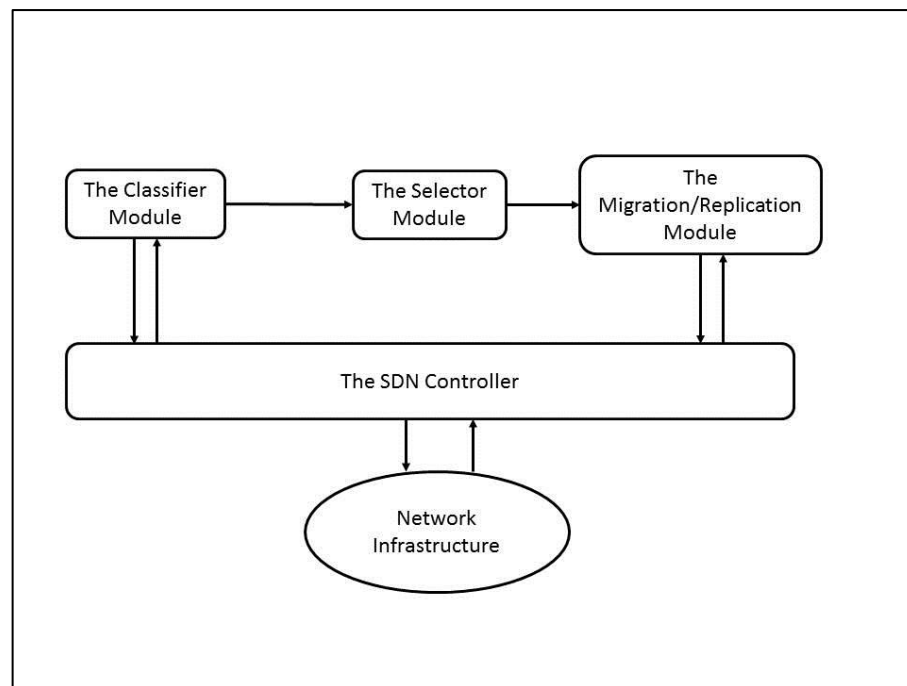 The Classifier
Module
The Selector
Module
The
Migration/Replication
Module
The SDN Controller
Network
Infrastructure